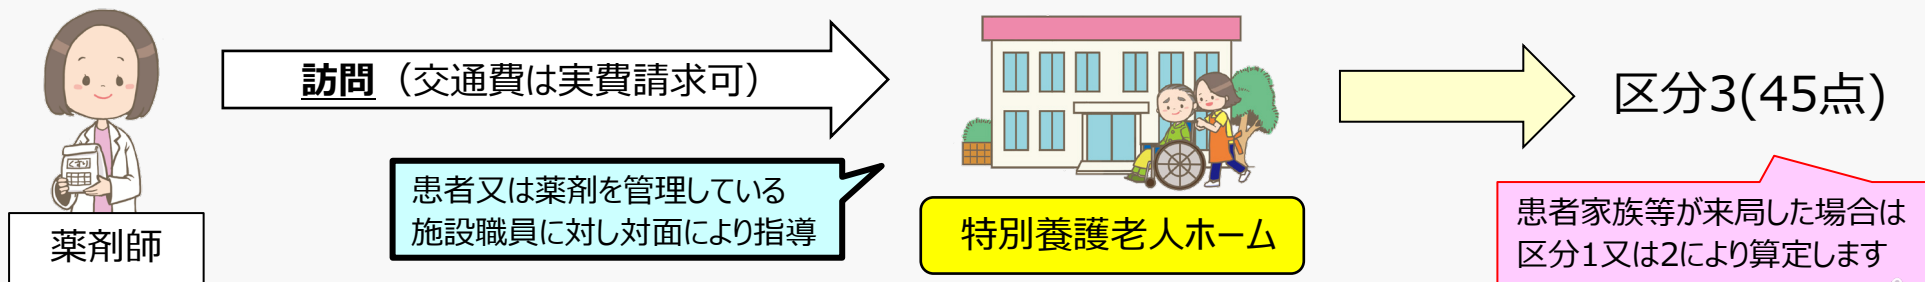 訪問（交通費は実費請求可）
区分3(45点)
くすり
患者又は薬剤を管理している
施設職員に対し対面により指導
薬剤師
特別養護老人ホーム
患者家族等が来局した場合は
区分1又は2により算定します